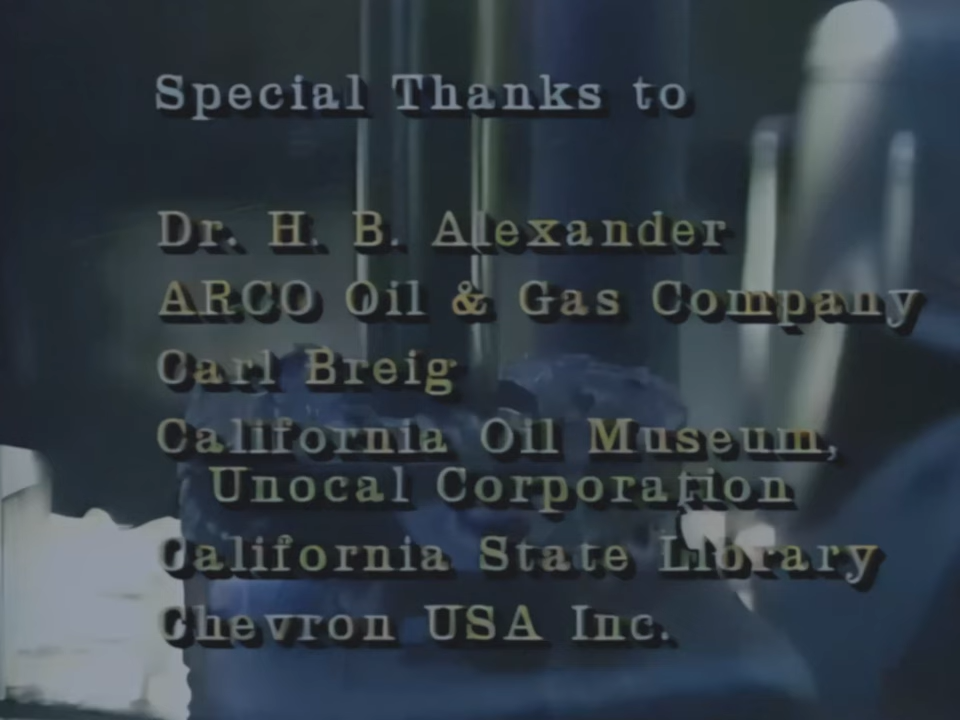 Special Thanks to
Dr. H. B. Alexander
ARCO Oil & Gas Company
Carl Breig
California Oil Museum,
Unocal Corporation
California State Library
Chevron USA Inc.